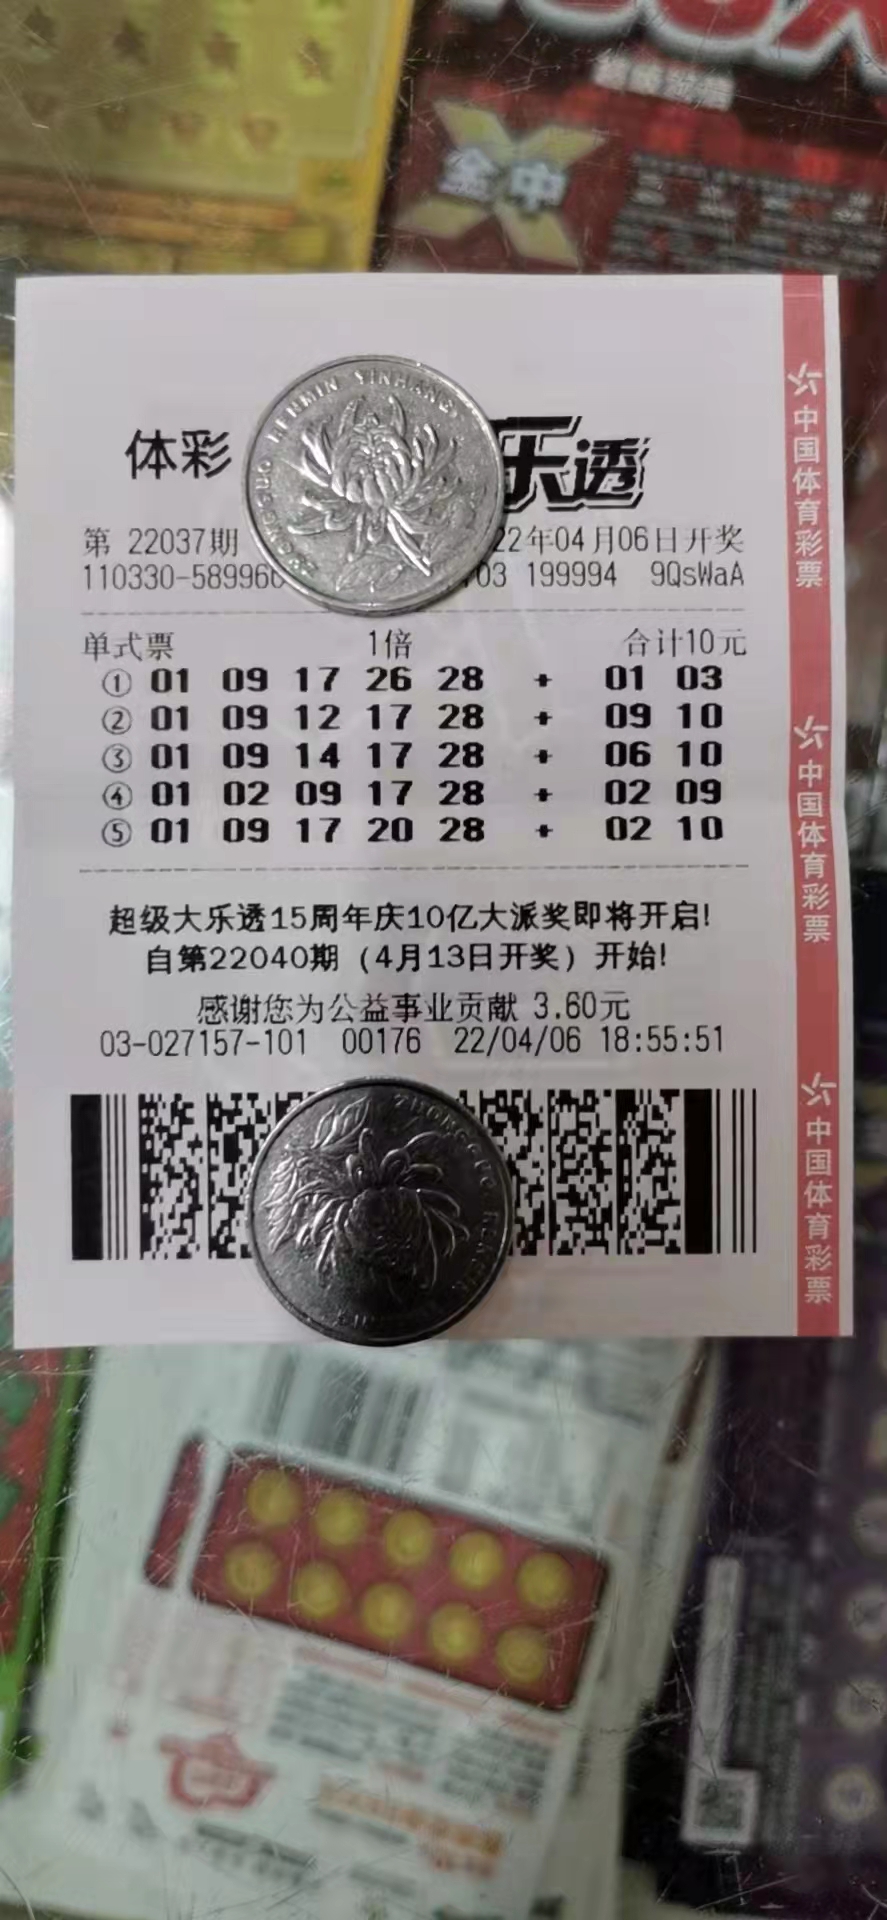 全中
体彩 乐透
第 22037期 22年04月06日开奖
110330-58996 03 199994 9QsWaA
单式票 1倍 合计10元
① 01 09 17 26 28 + 01 03
② 01 09 12 17 28 + 09 10
③ 01 09 14 17 28 + 06 10
④ 01 02 09 17 28 + 02 09
⑤ 01 09 17 20 28 + 02 10
超级大乐透15周年庆10亿大派奖即将开启!
自第22040期（4月13日开奖）开始!
感谢您为公益事业贡献 3.60元
03-027157-101 00176 22/04/06 18:55:51
中国体育彩票
中国体育彩票
中国体育彩票